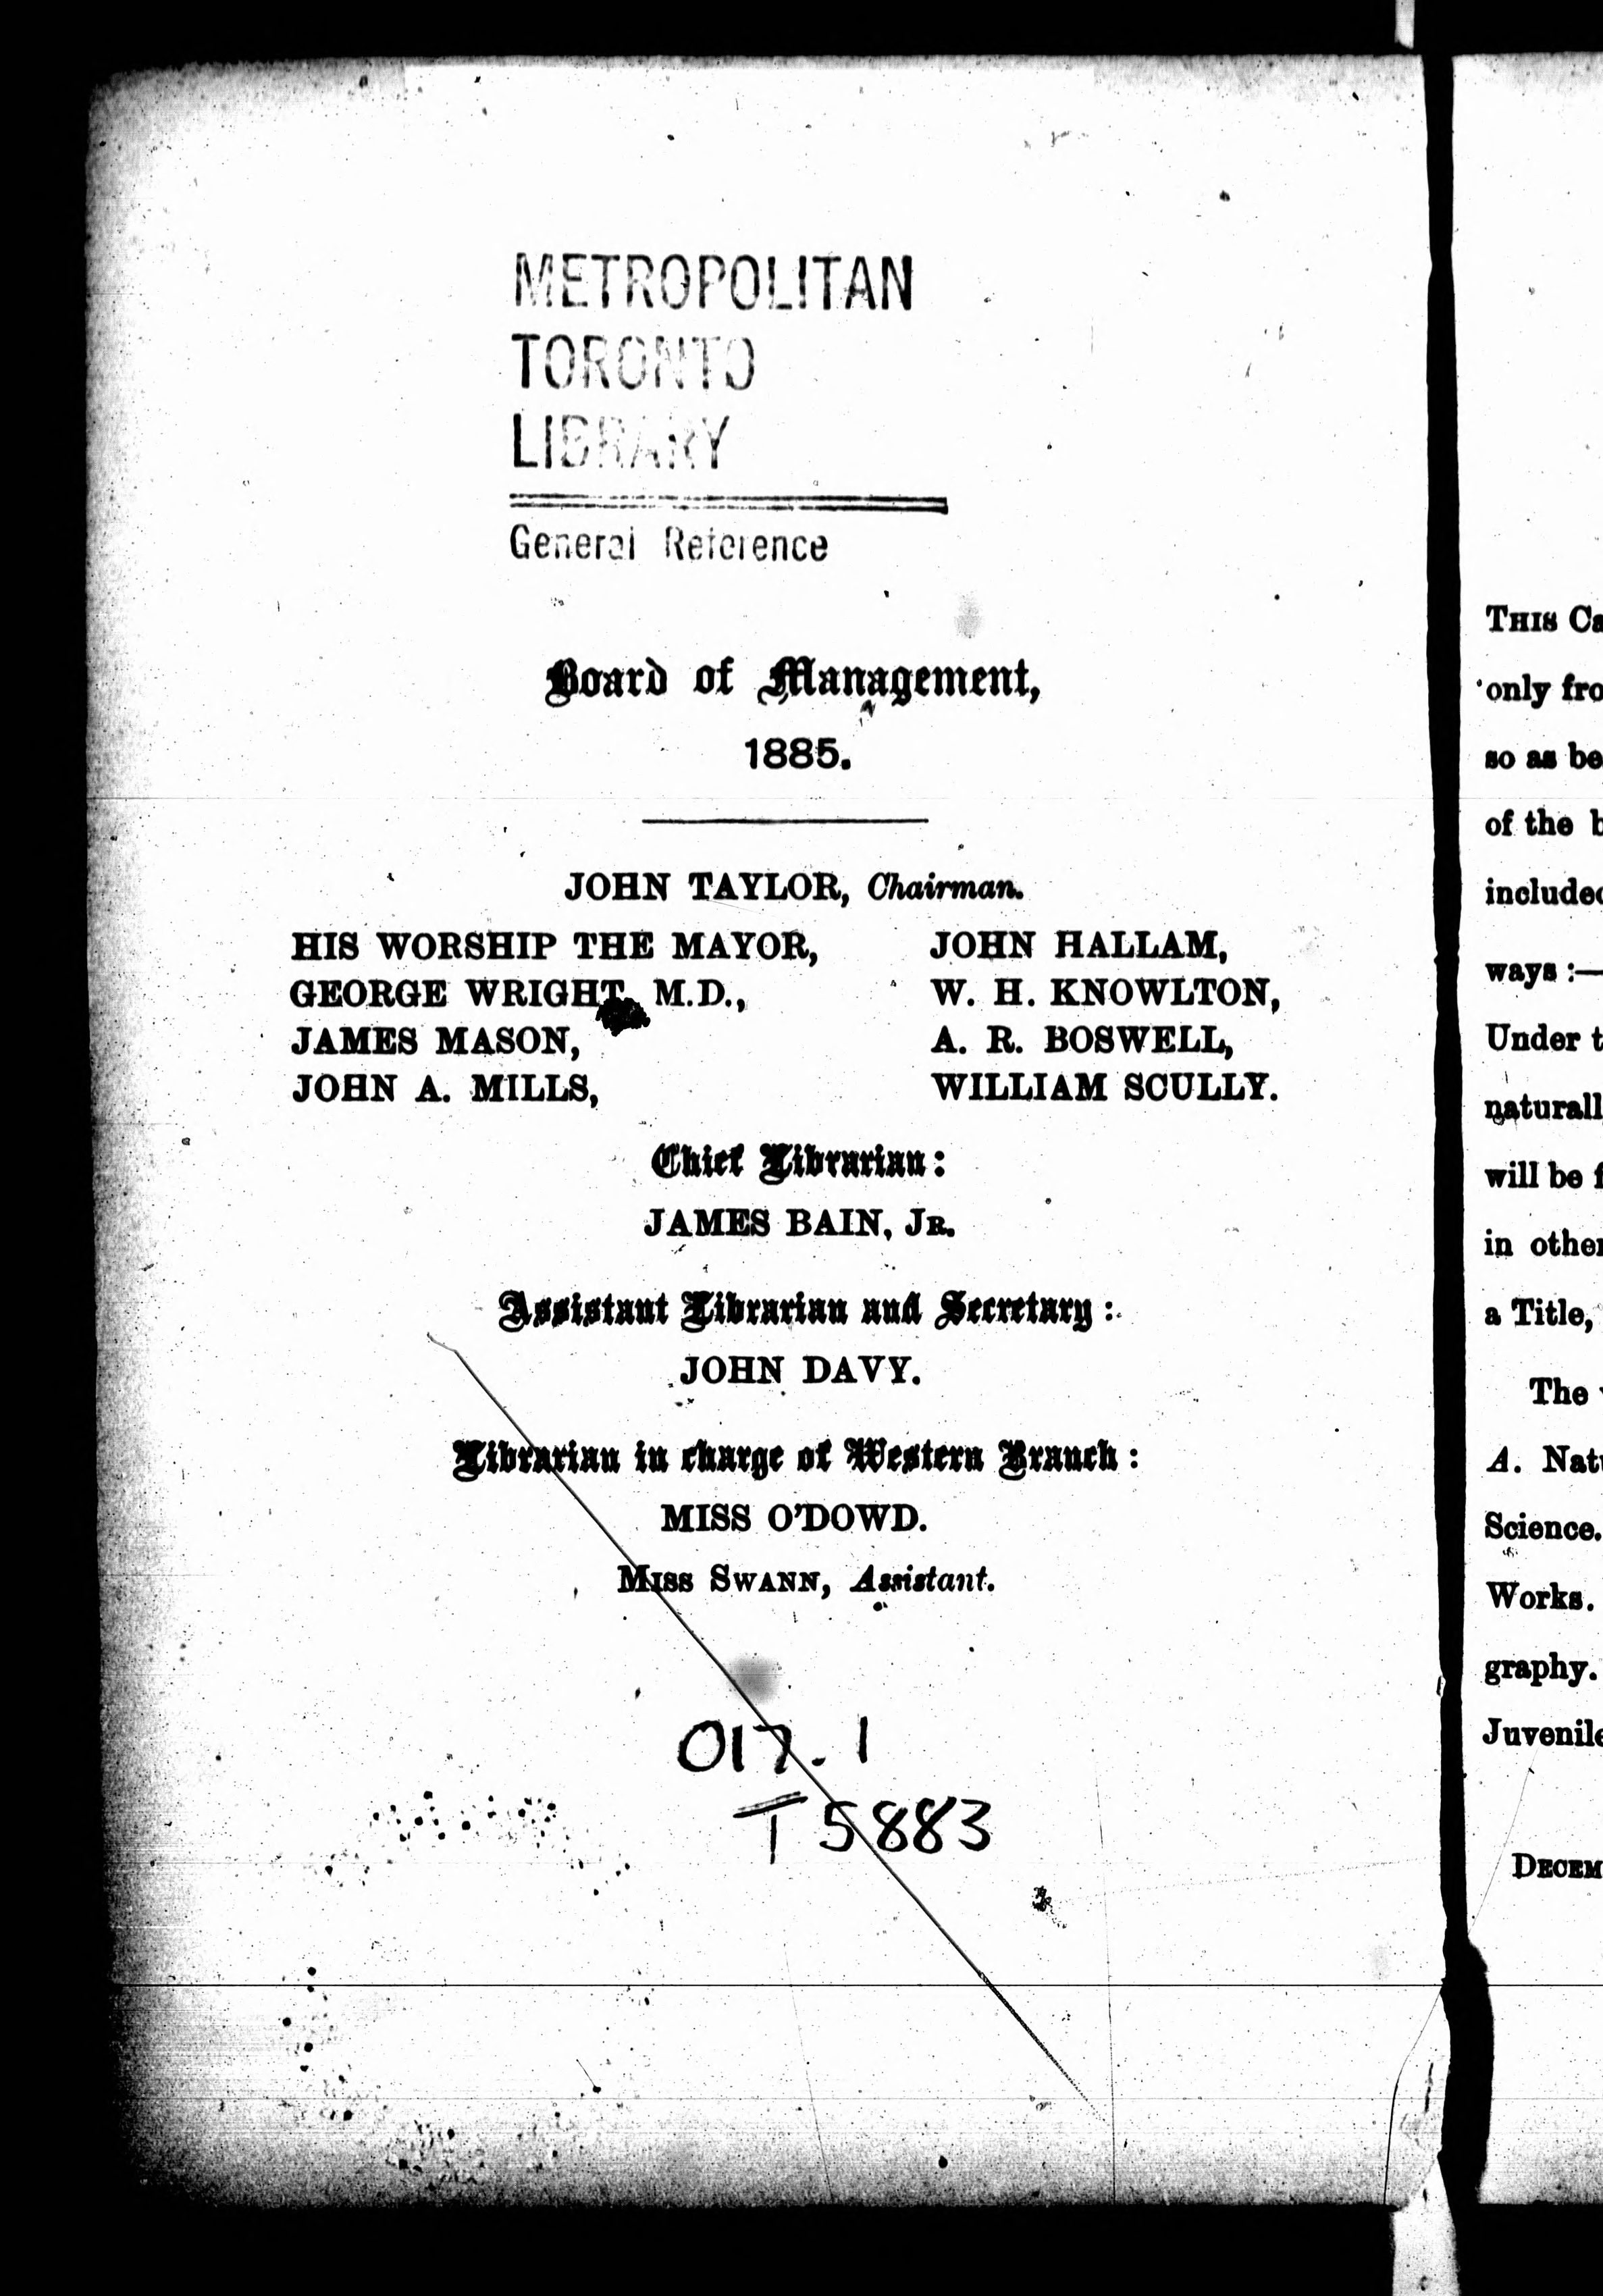 METROPOLITAN
TORONTO
LIBRARY
General Reference
Board of Management,
1885.
JOHN TAYLOR, Chairman.
HIS WORSHIP THE MAYOR,
GEORGE WRIGHT, M.D.,
JAMES MASON,
JOHN A. MILLS,
JOHN HALLAM,
W. H. KNOWLTON,
A. R. BOSWELL,
WILLIAM SCULLY.
Chief Librarian:
JAMES BAIN, JR.
Assistant Librarian and Secretary:
JOHN DAVY.
Librarian in charge of Western Branch:
MISS O'DOWD.
MISS SWANN, Assistant.
017.1
T5883
THIS Ca
only fro
so as be
of the b
included
ways:—
Under t
naturall
will be f
in other
a Title,
The
A. Natu
Science.
Works.
graphy.
Juvenile
DECEM